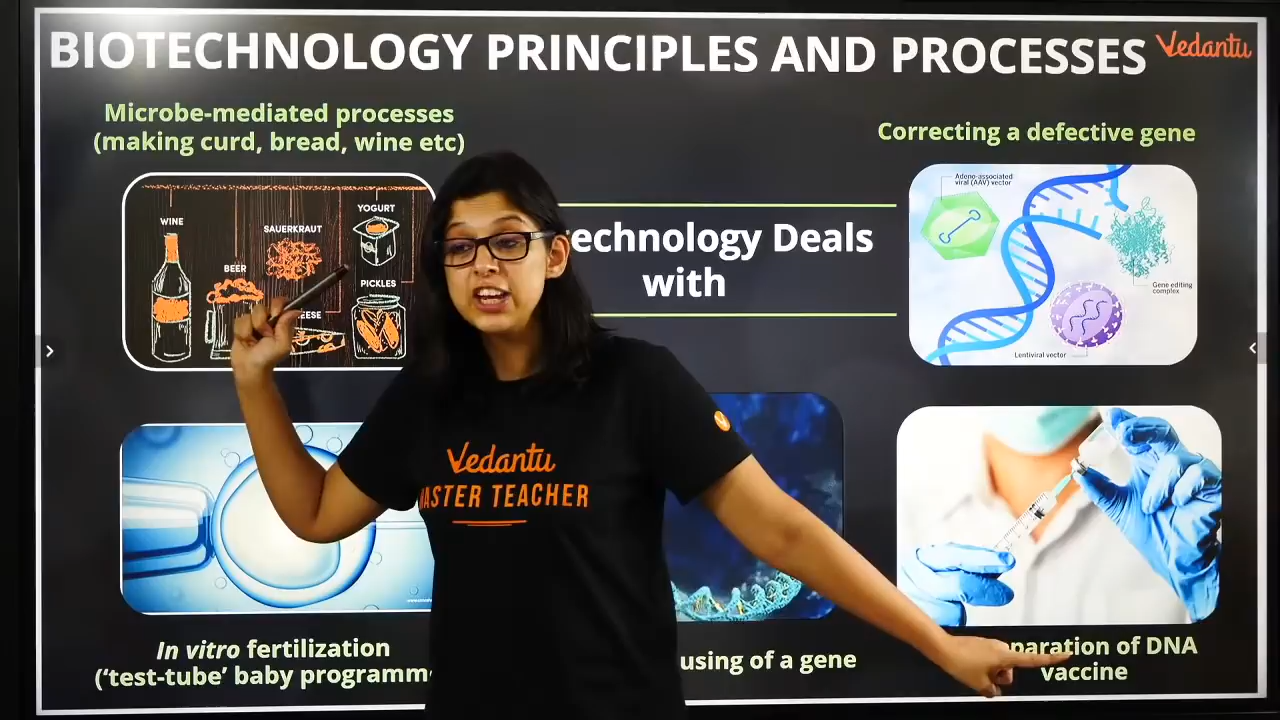 BIOTECHNOLOGY PRINCIPLES AND PROCESSES
Vedantu
Microbe-mediated processes
(making curd, bread, wine etc)
WINE
BEER
SAUERKRAUT
YOGURT
PICKLES
technology Deals
with
Correcting a defective gene
Adeno-associated
viral (AAV) vector
Gene editing
complex
Lentiviral vector
Vedantu
MASTER TEACHER
In vitro fertilization
('test-tube' baby programm
using of a gene
paration of DNA
vaccine